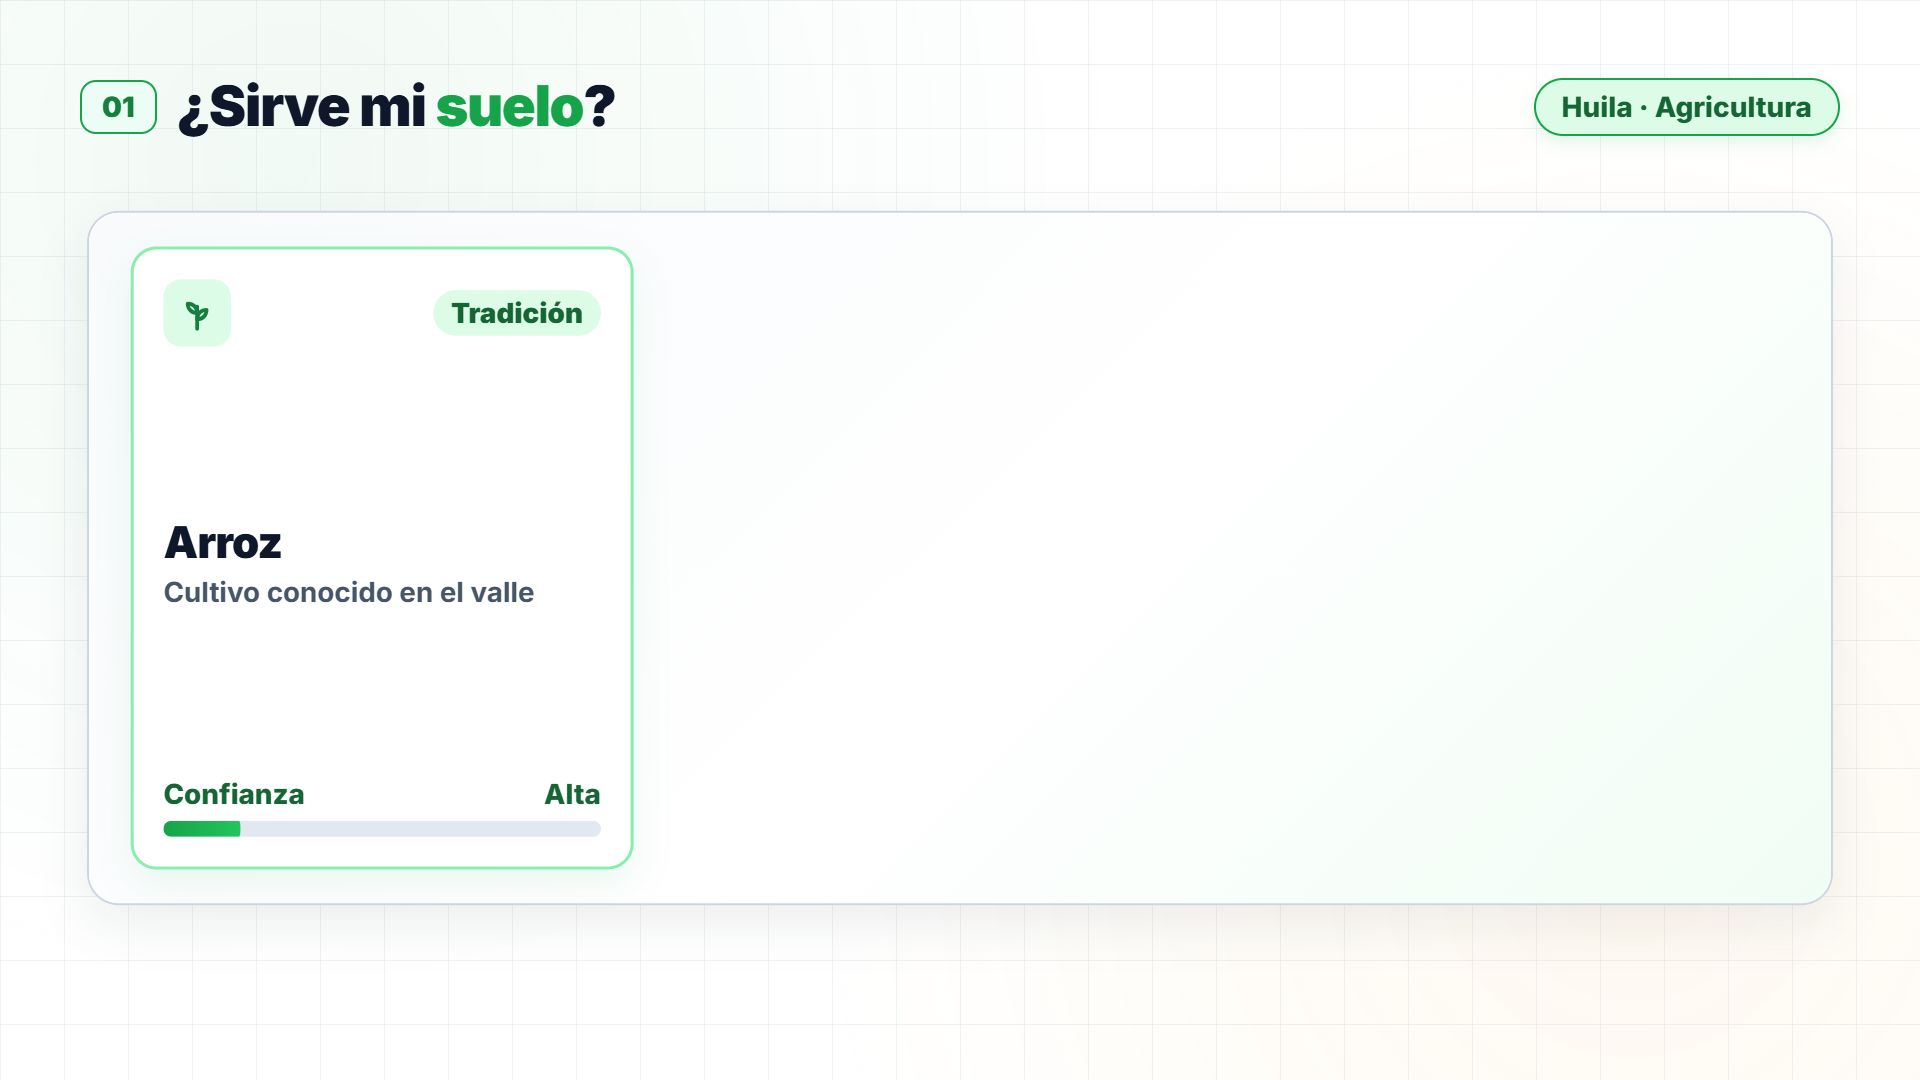 01
¿Sirve mi suelo?
Huila · Agricultura
Tradición
Arroz
Cultivo conocido en el valle
Confianza
Alta